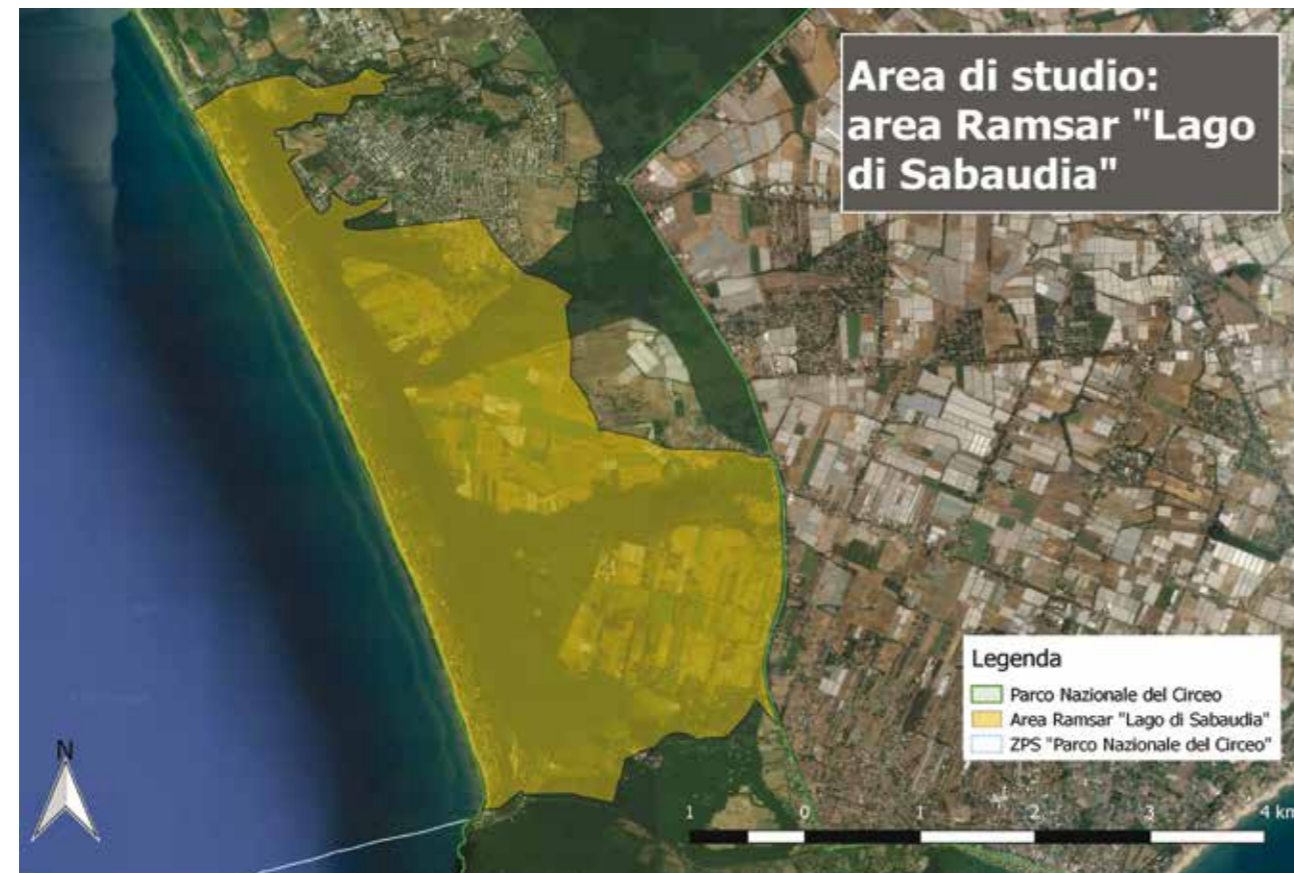 Area di studio:
area Ramsar "Lago
di Sabaudia"
Legenda
Parco Nazionale del Circeo
Area Ramsar "Lago di Sabaudia"
ZPS "Parco Nazionale del Circeo"
N
1 0 1 2 3 4 km